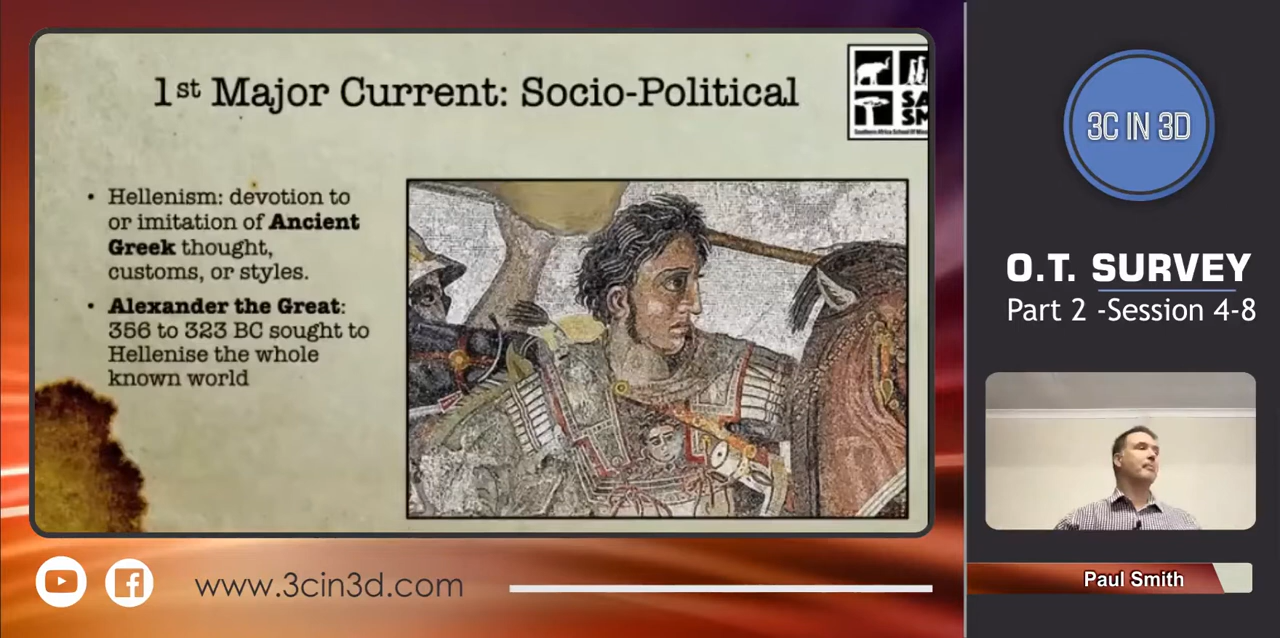 1st Major Current: Socio-Political
SA
SM
• Hellenism: devotion to
or imitation of Ancient
Greek thought,
customs, or styles.
• Alexander the Great:
356 to 323 BC sought to
Hellenise the whole
known world
www.3cin3d.com
3C IN 3D
O.T. SURVEY
Part 2 -Session 4-8
Paul Smith